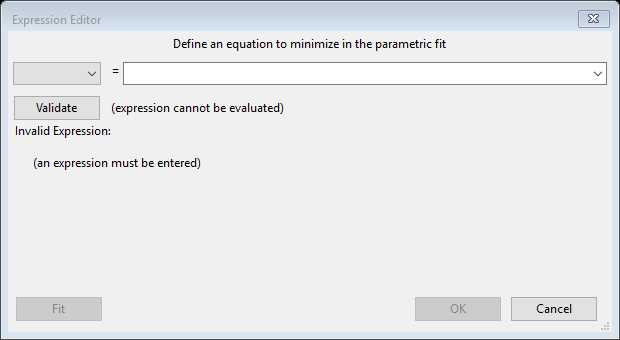 Expression Editor
Define an equation to minimize in the parametric fit
=
Validate (expression cannot be evaluated)
Invalid Expression:
(an expression must be entered)
Fit OK Cancel